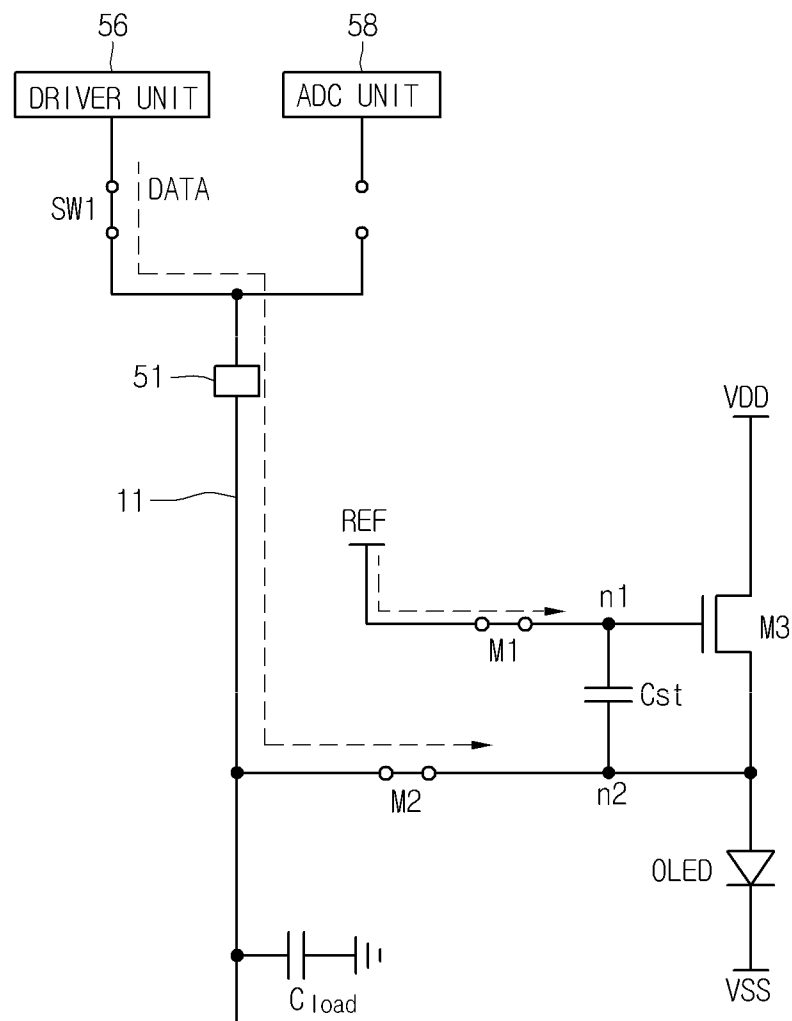 56
58
DRIVER UNIT
ADC UNIT
DATA
SW1
51
VDD
11
REF
n1
M3
M1
Cst
M2
n2
OLED
Cload
VSS